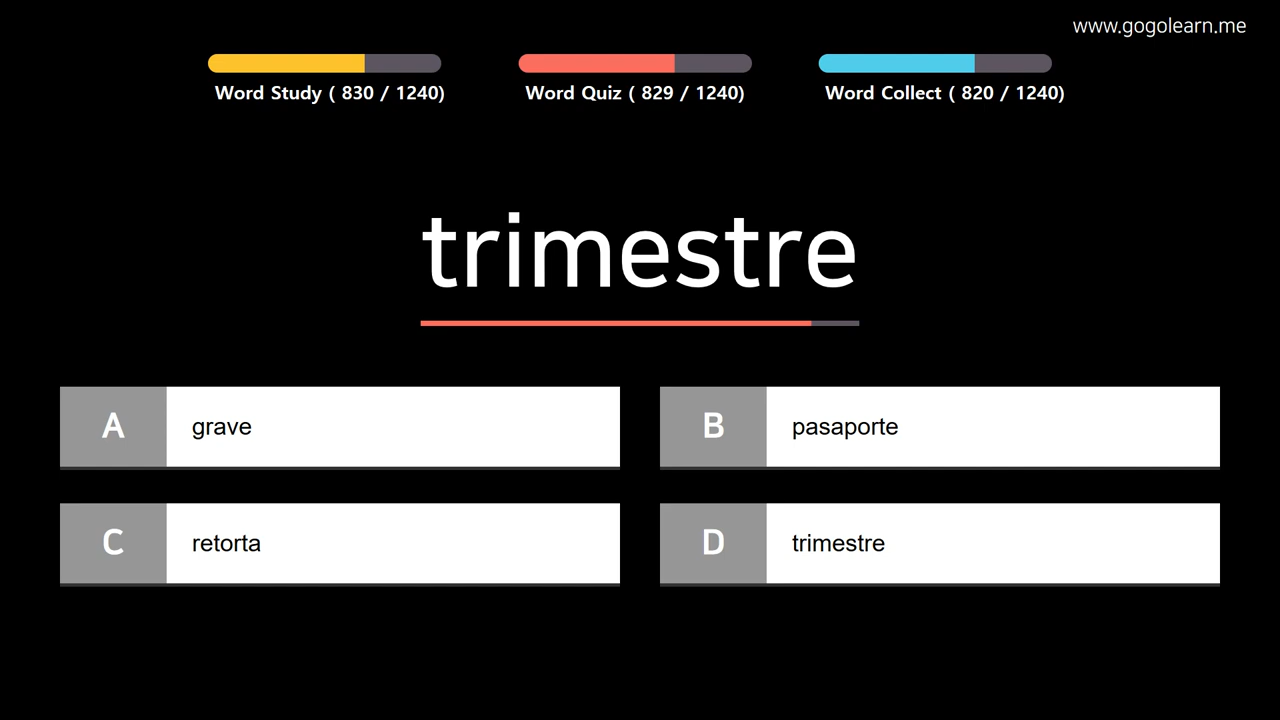 www.gogolearn.me
Word Study ( 830 / 1240)
Word Quiz ( 829 / 1240)
Word Collect ( 820 / 1240)
trimestre
A grave
B pasaporte
C retorta
D trimestre